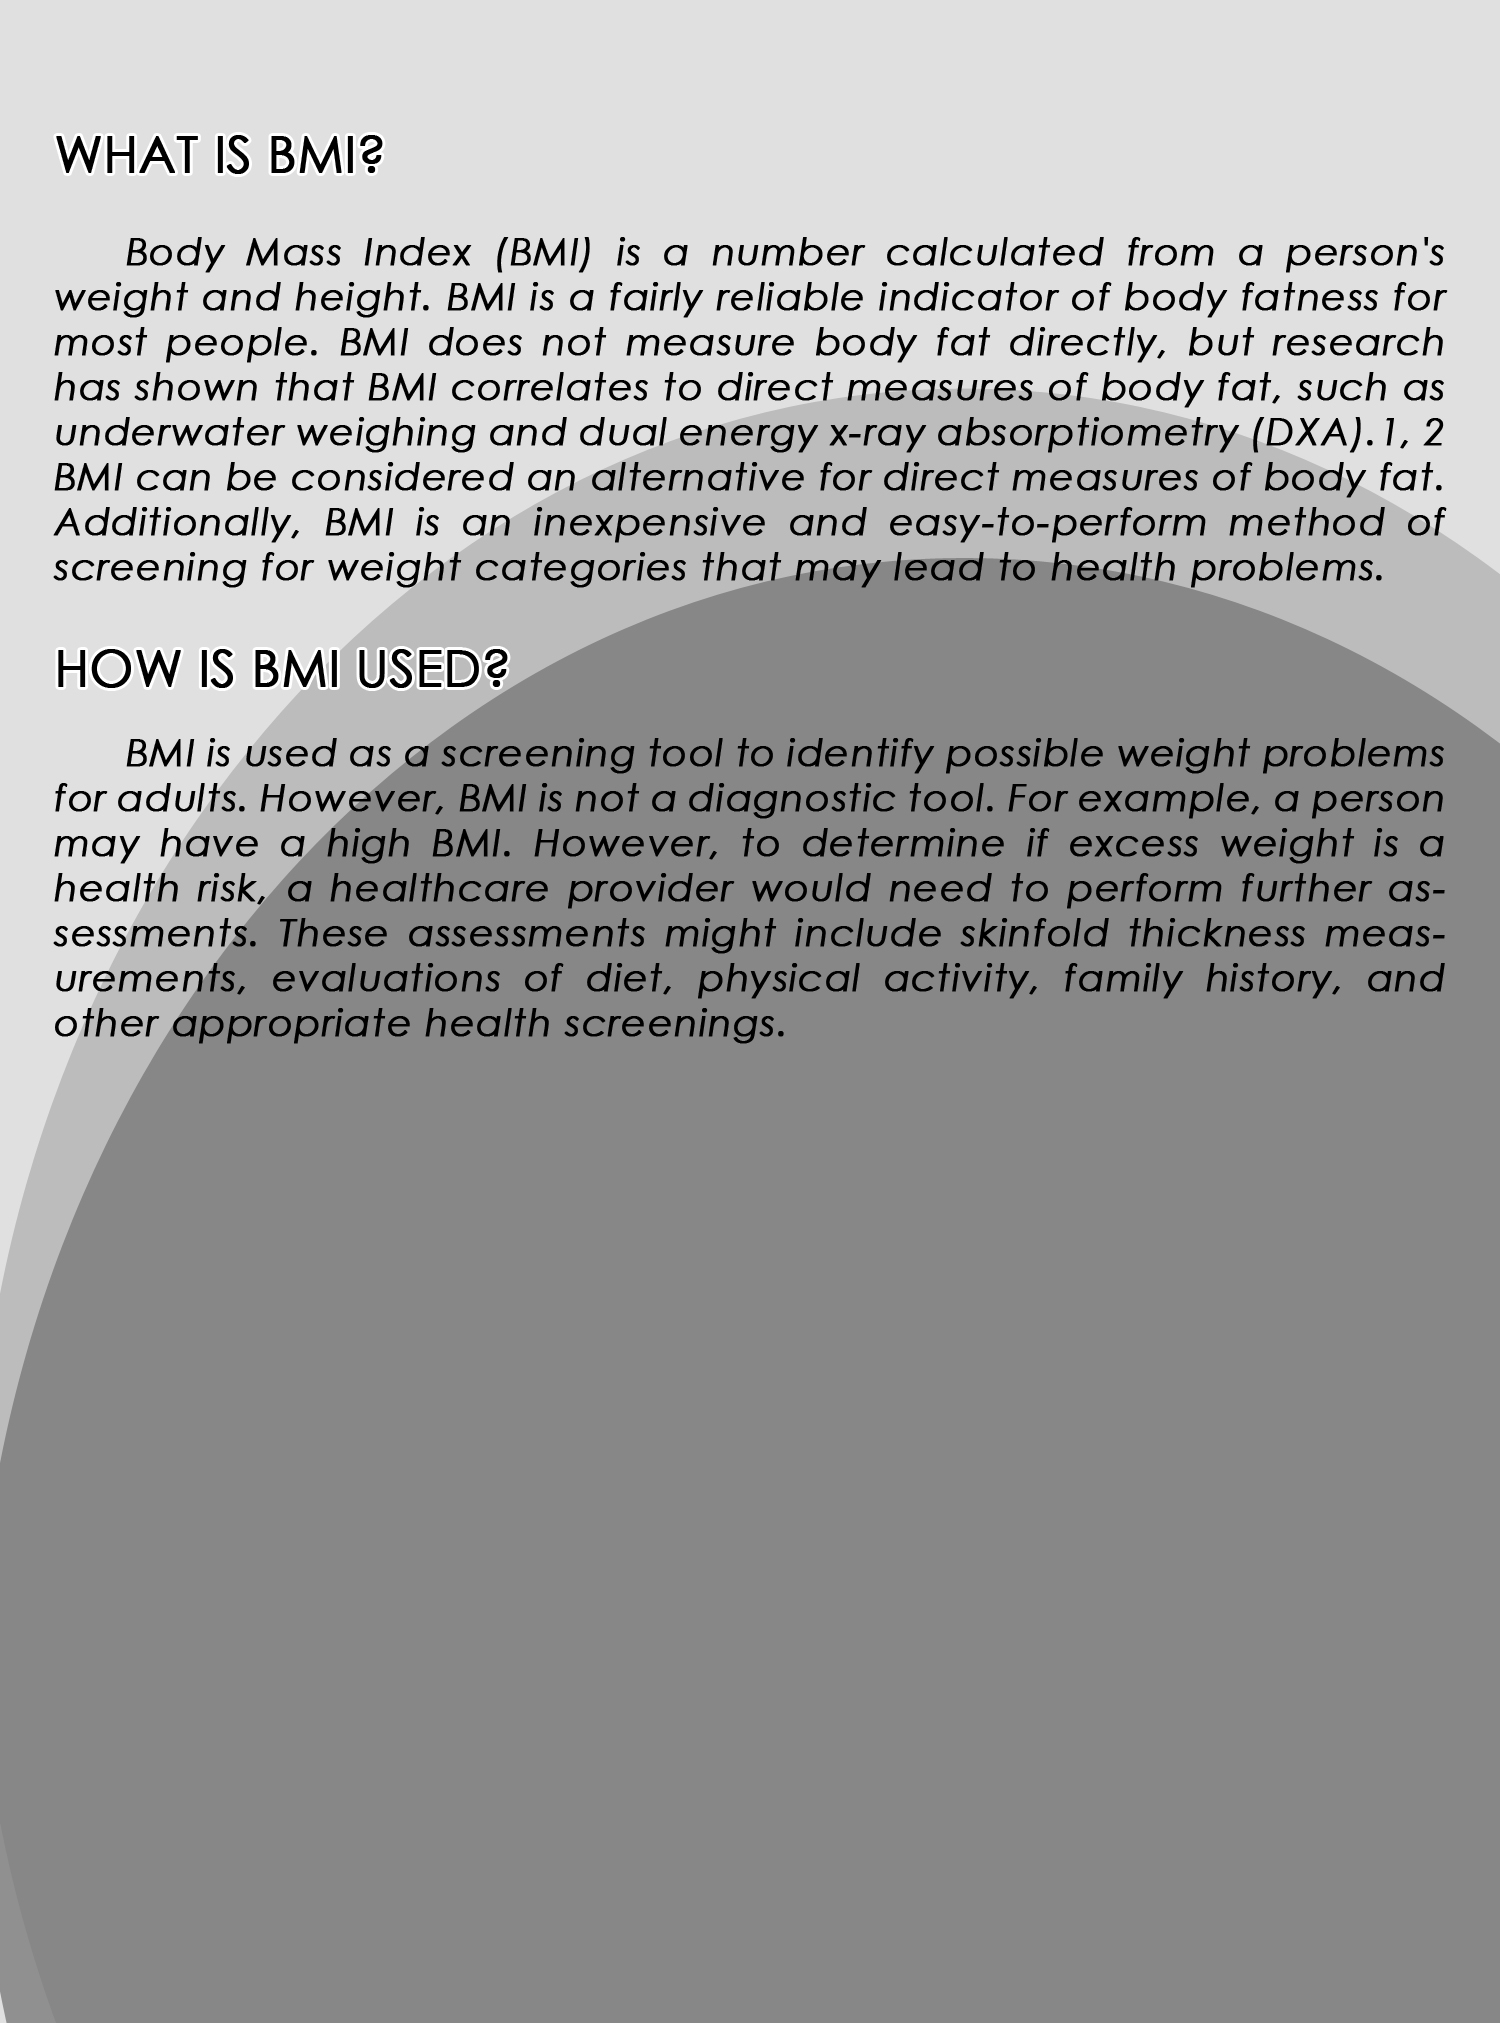 WHAT IS BMI?
Body Mass Index (BMI) is a number calculated from a person's
weight and height. BMI is a fairly reliable indicator of body fatness for
most people. BMI does not measure body fat directly, but research
has shown that BMI correlates to direct measures of body fat, such as
underwater weighing and dual energy x-ray absorptiometry (DXA).1, 2
BMI can be considered an alternative for direct measures of body fat.
Additionally, BMI is an inexpensive and easy-to-perform method of
screening for weight categories that may lead to health problems.
HOW IS BMI USED?
BMI is used as a screening tool to identify possible weight problems
for adults. However, BMI is not a diagnostic tool. For example, a person
may have a high BMI. However, to determine if excess weight is a
health risk, a healthcare provider would need to perform further as-
sessments. These assessments might include skinfold thickness meas-
urements, evaluations of diet, physical activity, family history, and
other appropriate health screenings.